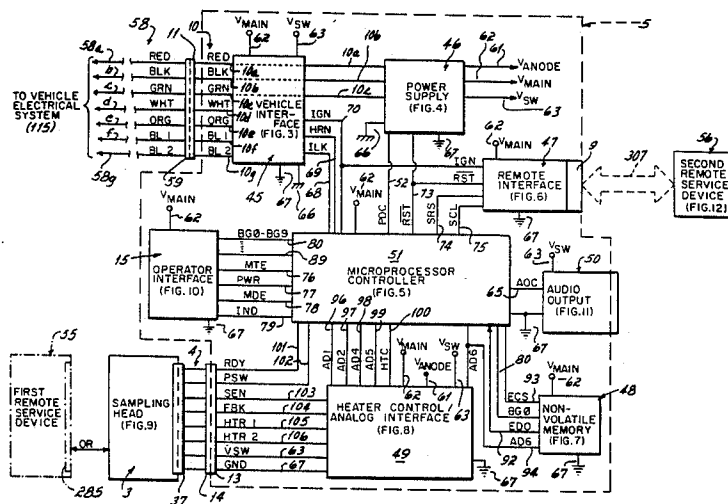 58 11 10 VMAIN VSW 5
62 63 10a 10b 46 62 61
58a RED RED VANODE
b BLK BLK 10a POWER SUPPLY (FIG.4) VMAIN
c GRN GRN 10b VEHICLE INTER-FACE (FIG.3) 10c VSW
TO VEHICLE ELECTRICAL SYSTEM (115)
d WHT WHT 10d IGN 70 63
e ORG ORG 10e HRN 66 67 62 VMAIN 47 9
f BL 1 BL 1 10f ILK IGN 56
BL 2 BL 2 10g 69 RST REMOTE INTERFACE (FIG.6) 307 SECOND REMOTE SERVICE DEVICE (FIG.12)
58g 59 45 67 66 68 VMAIN 62 PDC 52 RST 73 SRS 74 SCL 75 67
VMAIN
62 BG0-BG9 80 51 VSW 63 50
15 OPERATOR INTERFACE (FIG.10) 89 MICROPROCESSOR CONTROLLER (FIG.5) AOC 65 AUDIO OUTPUT (FIG.11)
MTE 76
PWR 77
MDE 78 96 97 98 99 100
IND 79 67
67 101 102 AD1 AD2 AD4 AD5 HTC VMAIN VANODE VSW AD6 80 67 VMAIN
55 4 RDY 62 61 63 ECS 93 62 48
FIRST REMOTE SERVICE DEVICE PSW BG0 NON-VOLATILE MEMORY (FIG.7)
SAMPLING HEAD (FIG.9) SEN 103 EDO
FBK 104 HEATER CONTROL/ ANALOG INTERFACE (FIG.8) 92 AD6 94
OR HTR 1 105 67
HTR 2 106
VSW 63 49
285 3 GND 67 67
37 14 13